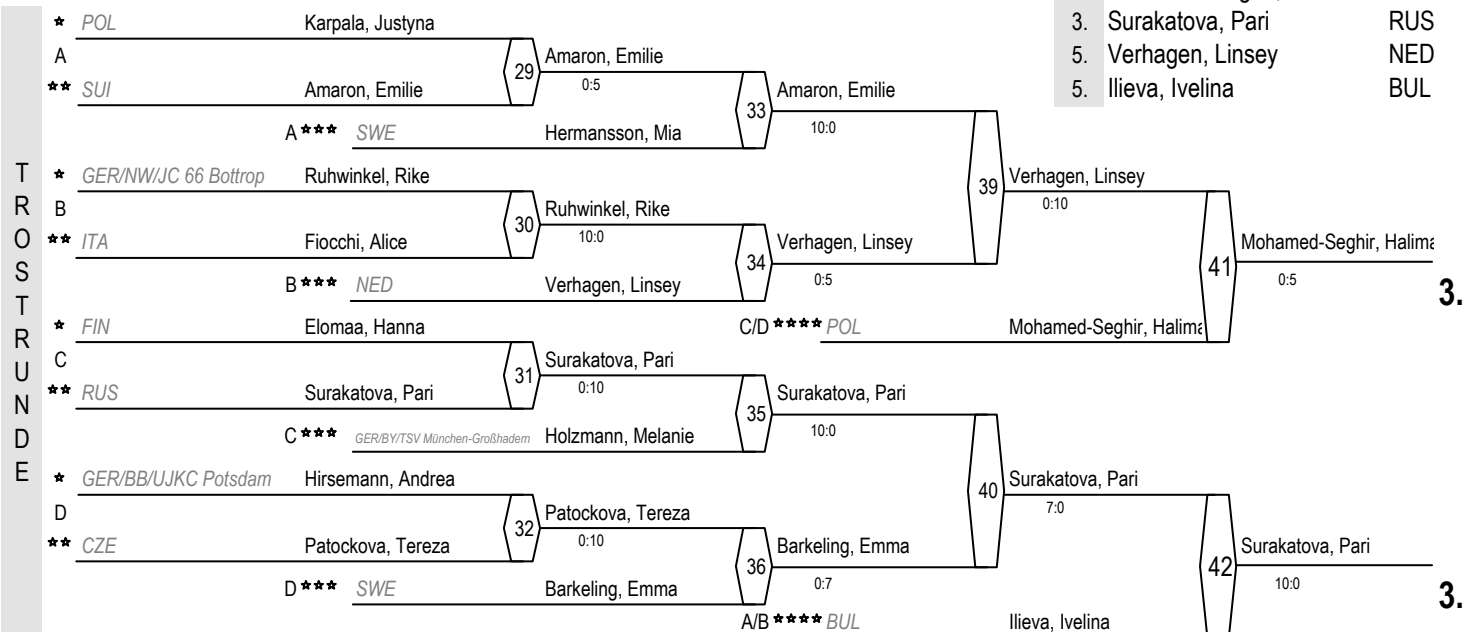 3. Surakatova, Pari RUS
5. Verhagen, Linsey NED
5. Ilieva, Ivelina BUL
TROSTRUNDE
* POL Karpala, Justyna
A
29 Amaron, Emilie
0:5
** SUI Amaron, Emilie
33 Amaron, Emilie
10:0
A *** SWE Hermansson, Mia
* GER/NW/JC 66 Bottrop Ruhwinkel, Rike
39 Verhagen, Linsey
0:10
B
30 Ruhwinkel, Rike
10:0
** ITA Fiocchi, Alice
34 Verhagen, Linsey
0:5
B *** NED Verhagen, Linsey
41 Mohamed-Seghir, Halima
0:5
3.
* FIN Elomaa, Hanna
C/D **** POL Mohamed-Seghir, Halima
C
31 Surakatova, Pari
0:10
** RUS Surakatova, Pari
35 Surakatova, Pari
10:0
C *** GER/BY/TSV München-Großhadern Holzmann, Melanie
* GER/BB/UJKC Potsdam Hirsemann, Andrea
40 Surakatova, Pari
7:0
D
32 Patockova, Tereza
0:10
** CZE Patockova, Tereza
36 Barkeling, Emma
0:7
42 Surakatova, Pari
10:0
3.
D *** SWE Barkeling, Emma
A/B **** BUL Ilieva, Ivelina